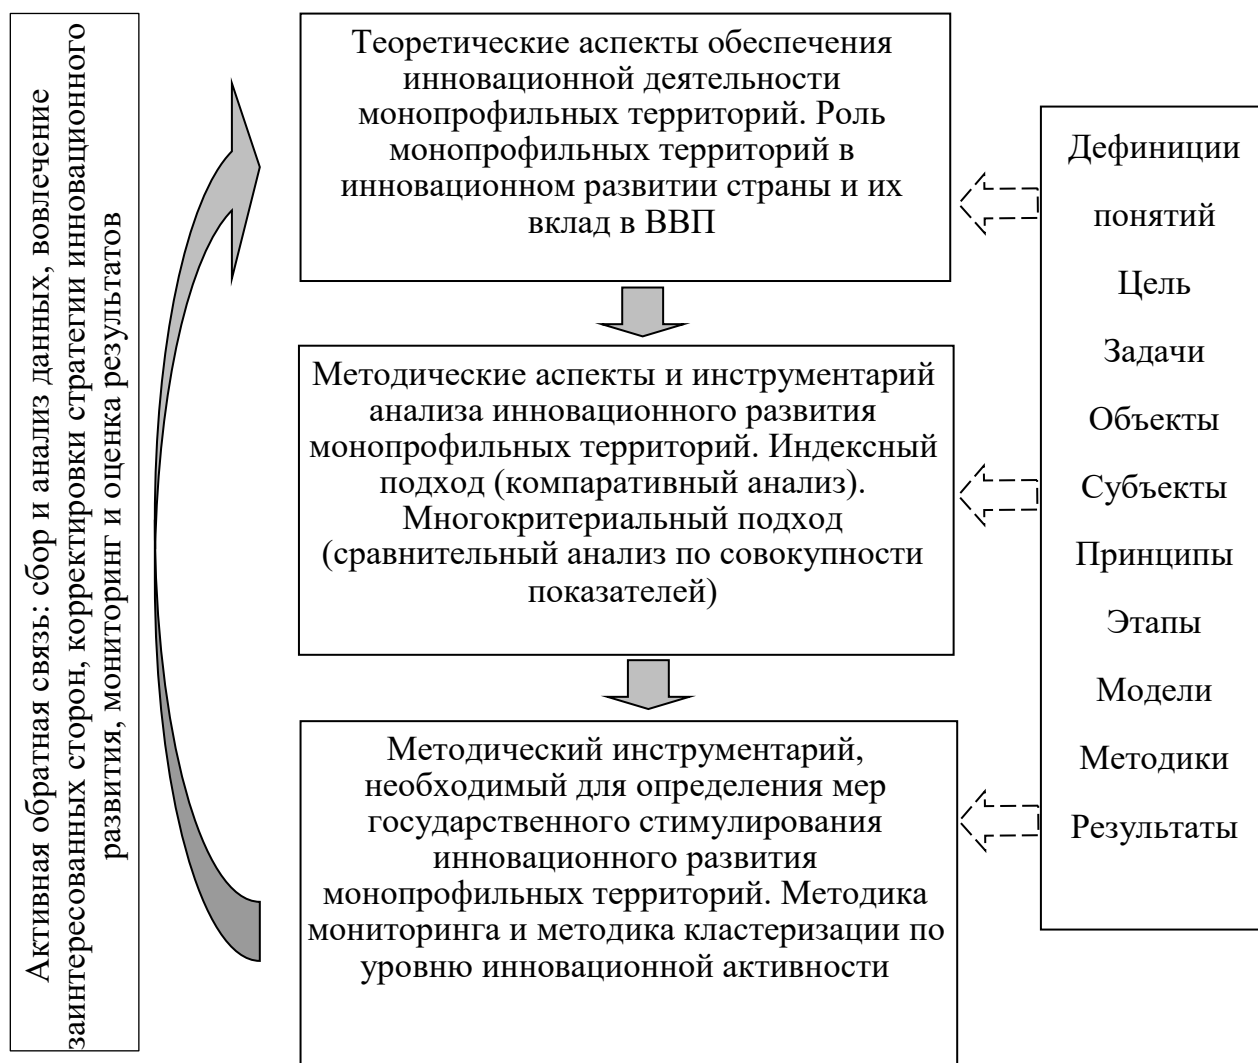 Активная обратная связь: сбор и анализ данных, вовлечение
заинтересованных сторон, корректировки стратегии инновационного
развития, мониторинг и оценка результатов
Теоретические аспекты обеспечения
инновационной деятельности
монопрофильных территорий. Роль
монопрофильных территорий в
инновационном развитии страны и их
вклад в ВВП
Методические аспекты и инструментарий
анализа инновационного развития
монопрофильных территорий. Индексный
подход (компаративный анализ).
Многокритериальный подход
(сравнительный анализ по совокупности
показателей)
Методический инструментарий,
необходимый для определения мер
государственного стимулирования
инновационного развития
монопрофильных территорий. Методика
мониторинга и методика кластеризации по
уровню инновационной активности
Дефиниции
понятий
Цель
Задачи
Объекты
Субъекты
Принципы
Этапы
Модели
Методики
Результаты